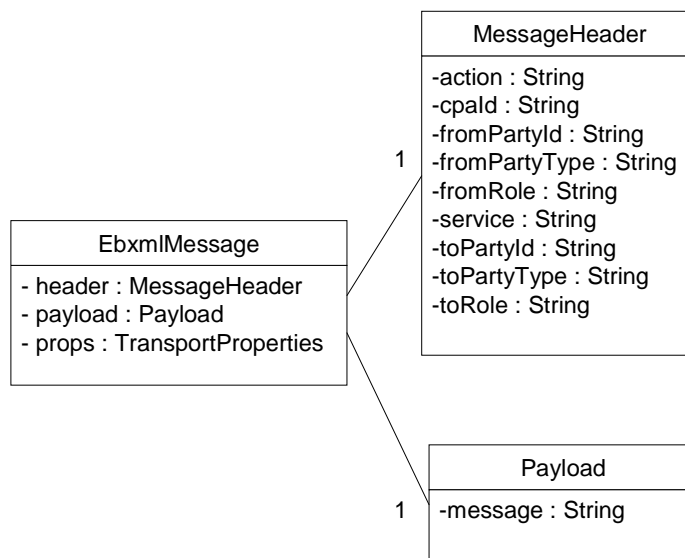 MessageHeader
-action : String
-cpaId : String
-fromPartyId : String
-fromPartyType : String
-fromRole : String
-service : String
-toPartyId : String
-toPartyType : String
-toRole : String
1
EbxmlMessage
- header : MessageHeader
- payload : Payload
- props : TransportProperties
Payload
-message : String
1